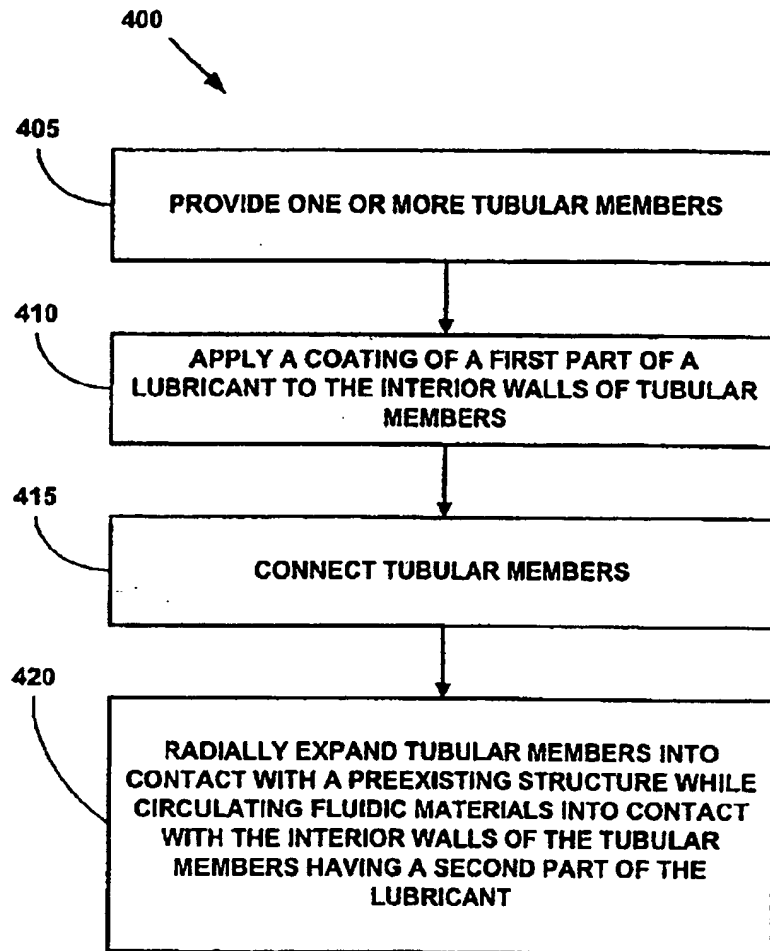 400
405
PROVIDE ONE OR MORE TUBULAR MEMBERS
410
APPLY A COATING OF A FIRST PART OF A
LUBRICANT TO THE INTERIOR WALLS OF TUBULAR
MEMBERS
415
CONNECT TUBULAR MEMBERS
420
RADIALLY EXPAND TUBULAR MEMBERS INTO
CONTACT WITH A PREEXISTING STRUCTURE WHILE
CIRCULATING FLUIDIC MATERIALS INTO CONTACT
WITH THE INTERIOR WALLS OF THE TUBULAR
MEMBERS HAVING A SECOND PART OF THE
LUBRICANT